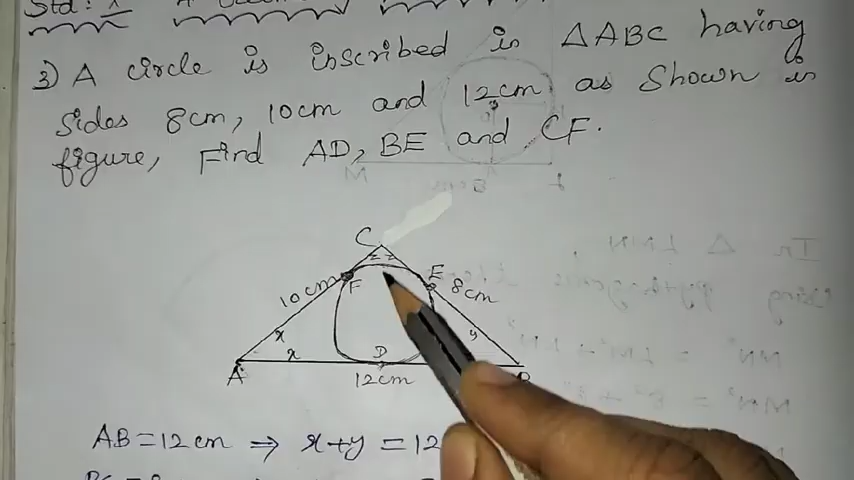 Std: X
3) A circle is inscribed in △ABC having
sides 8cm, 10cm and 12cm as shown in
figure, Find AD, BE and CF.
C
z z
F
E
10cm
8cm
x
y
x
D
A
B
12cm
AB = 12 cm ⇒ x+y = 12